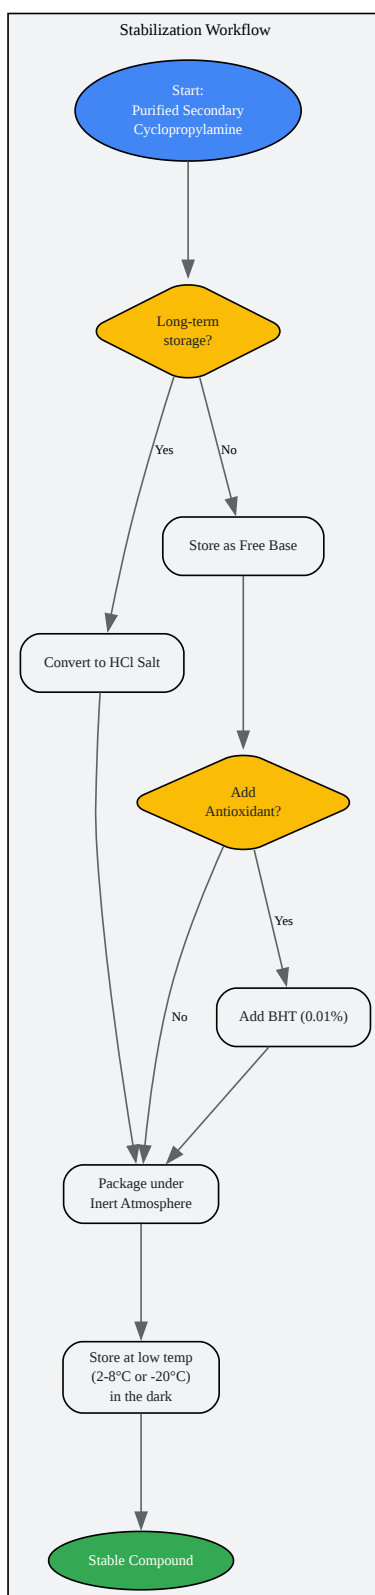 Stabilization Workflow
Start:
Purified Secondary
Cyclopropylamine
Long-term
storage?
Yes
No
Store as Free Base
Convert to HCl Salt
Add
Antioxidant?
Yes
No
Add BHT (0.01%)
Package under
Inert Atmosphere
Store at low temp
(2-8°C or -20°C)
in the dark
Stable Compound